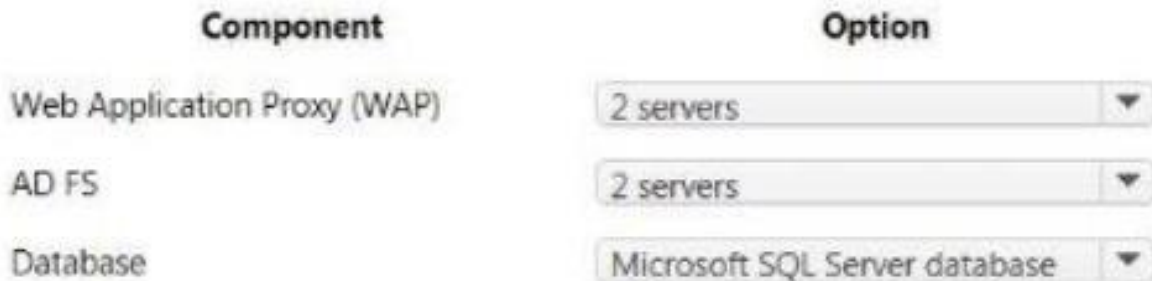 Component Option
Web Application Proxy (WAP) 2 servers
AD FS 2 servers
Database Microsoft SQL Server database